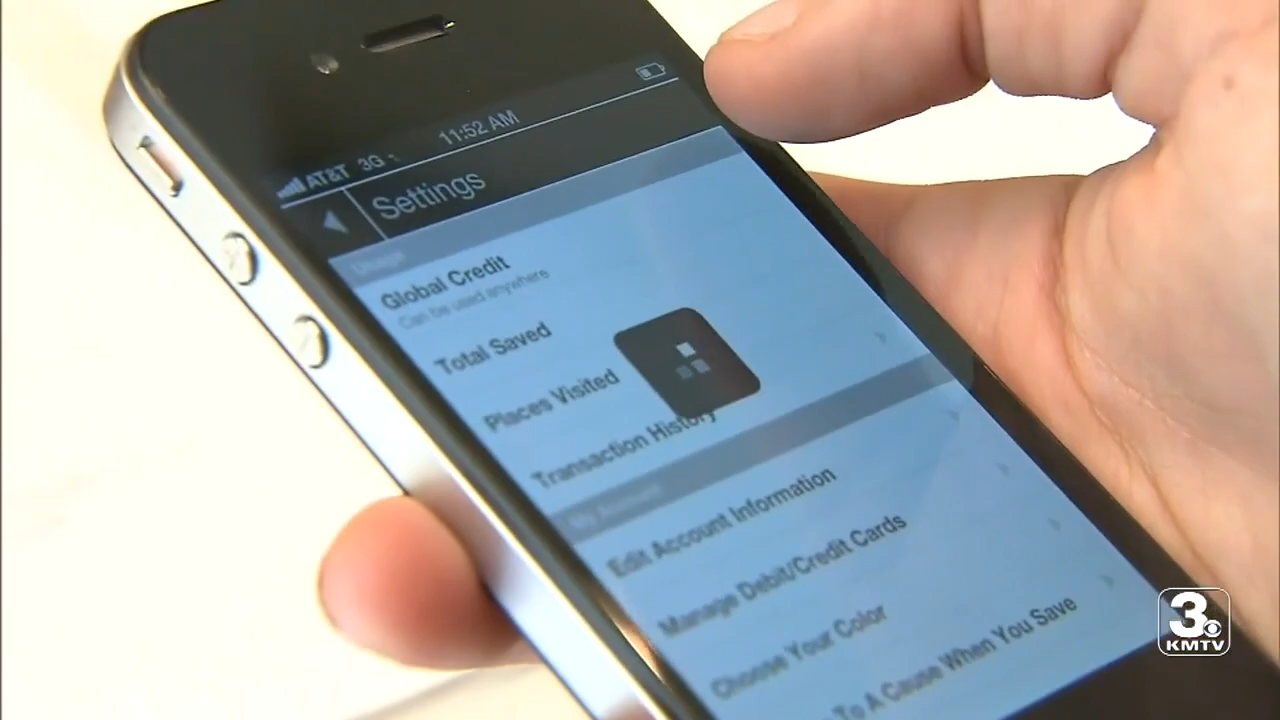 AT&T 3G 11:52 AM
Settings
Usage
Global Credit
Can be used anywhere
Total Saved
Places Visited
Transaction History
My Account
Edit Account Information
Manage Debit/Credit Cards
Choose Your Color
To A Cause When You Save
3
KMTV